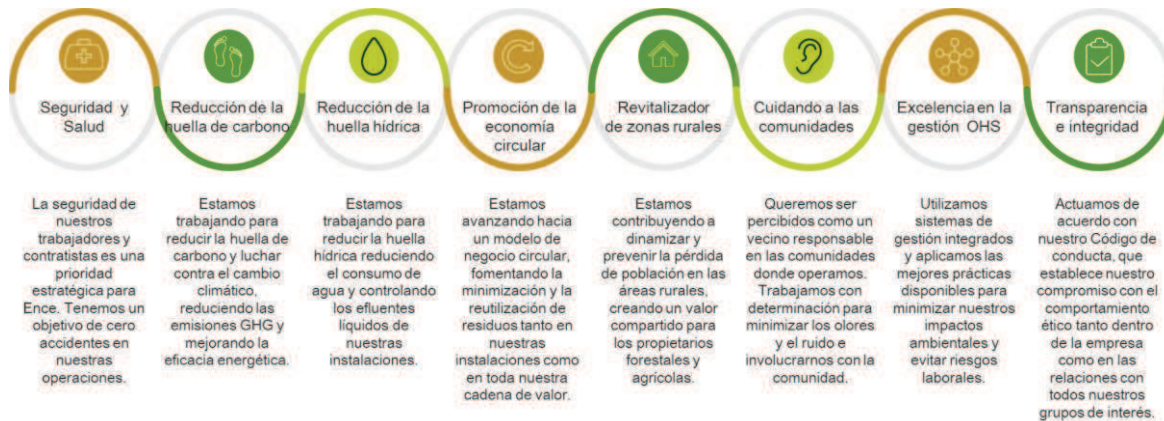 Seguridad y
Salud
Reducción de la
huella de carbono
Reducción de la
huella hídrica
Promoción de la
economía
circular
Revitalizador
de zonas rurales
Cuidando a las
comunidades
Excelencia en la
gestión OHS
Transparencia
e integridad
La seguridad de
nuestros
trabajadores y
contratistas es una
prioridad
estratégica para
Ence. Tenemos un
objetivo de cero
accidentes en
nuestras
operaciones.
Estamos
trabajando para
reducir la huella de
carbono y luchar
contra el cambio
climático,
reduciendo las
emisiones GHG y
mejorando la
eficacia energética.
Estamos
trabajando para
reducir la huella
hídrica reduciendo
el consumo de
agua y controlando
los efluentes
líquidos de
nuestras
instalaciones.
Estamos
avanzando hacia
un modelo de
negocio circular,
fomentando la
minimización y la
reutilización de
residuos tanto en
nuestras
instalaciones como
en toda nuestra
cadena de valor.
Estamos
contribuyendo a
dinamizar y
prevenir la pérdida
de población en las
áreas rurales,
creando un valor
compartido para
los propietarios
forestales y
agrícolas.
Queremos ser
percibidos como un
vecino responsable
en las comunidades
donde operamos.
Trabajamos con
determinación para
minimizar los olores
y el ruido e
involucrarnos con la
comunidad.
Utilizamos
sistemas de
gestión integrados
y aplicamos las
mejores prácticas
disponibles para
minimizar nuestros
impactos
ambientales y
evitar riesgos
laborales.
Actuamos de
acuerdo con
nuestro Código de
conducta, que
establece nuestro
compromiso con el
comportamiento
ético tanto dentro
de la empresa
como en las
relaciones con
todos nuestros
grupos de interés.